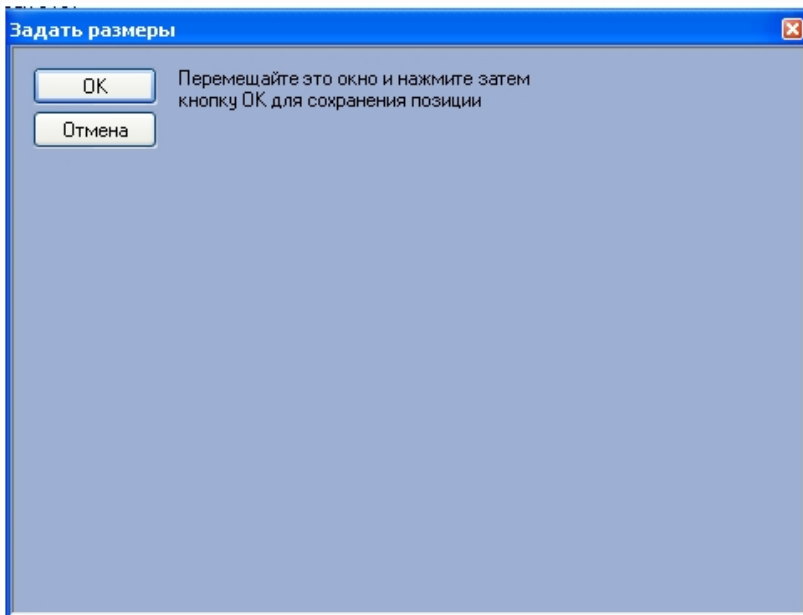 Задать размеры
OK
Перемещайте это окно и нажмите затем
кнопку OK для сохранения позиции
Отмена